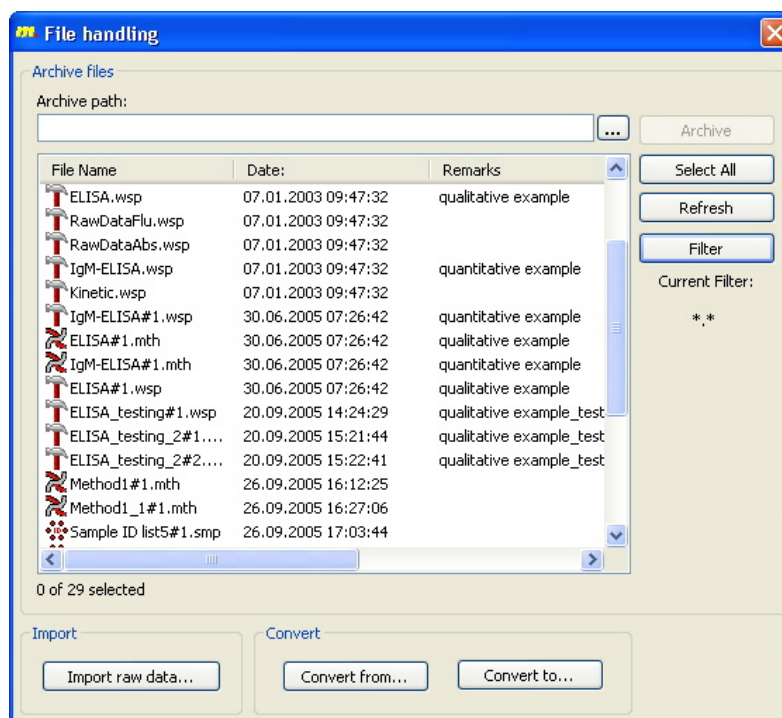 File handling
Archive files
Archive path:
...
Archive
File Name Date: Remarks
Select All
ELISA.wsp 07.01.2003 09:47:32 qualitative example
RawDataFlu.wsp 07.01.2003 09:47:32
Refresh
RawDataAbs.wsp 07.01.2003 09:47:32
Filter
IgM-ELISA.wsp 07.01.2003 09:47:32 quantitative example
Kinetic.wsp 07.01.2003 09:47:32
Current Filter:
IgM-ELISA#1.wsp 30.06.2005 07:26:42 quantitative example
*.*
ELISA#1.mth 30.06.2005 07:26:42 qualitative example
IgM-ELISA#1.mth 30.06.2005 07:26:42 quantitative example
ELISA#1.wsp 30.06.2005 07:26:42 qualitative example
ELISA_testing#1.wsp 20.09.2005 14:24:29 qualitative example_test
ELISA_testing_2#1.... 20.09.2005 15:21:44 qualitative example_test
ELISA_testing_2#2.... 20.09.2005 15:22:41 qualitative example_test
Method1#1.mth 26.09.2005 16:12:25
Method1_1#1.mth 26.09.2005 16:27:06
Sample ID list5#1.smp 26.09.2005 17:03:44
0 of 29 selected
Import
Convert
Import raw data...
Convert from...
Convert to...